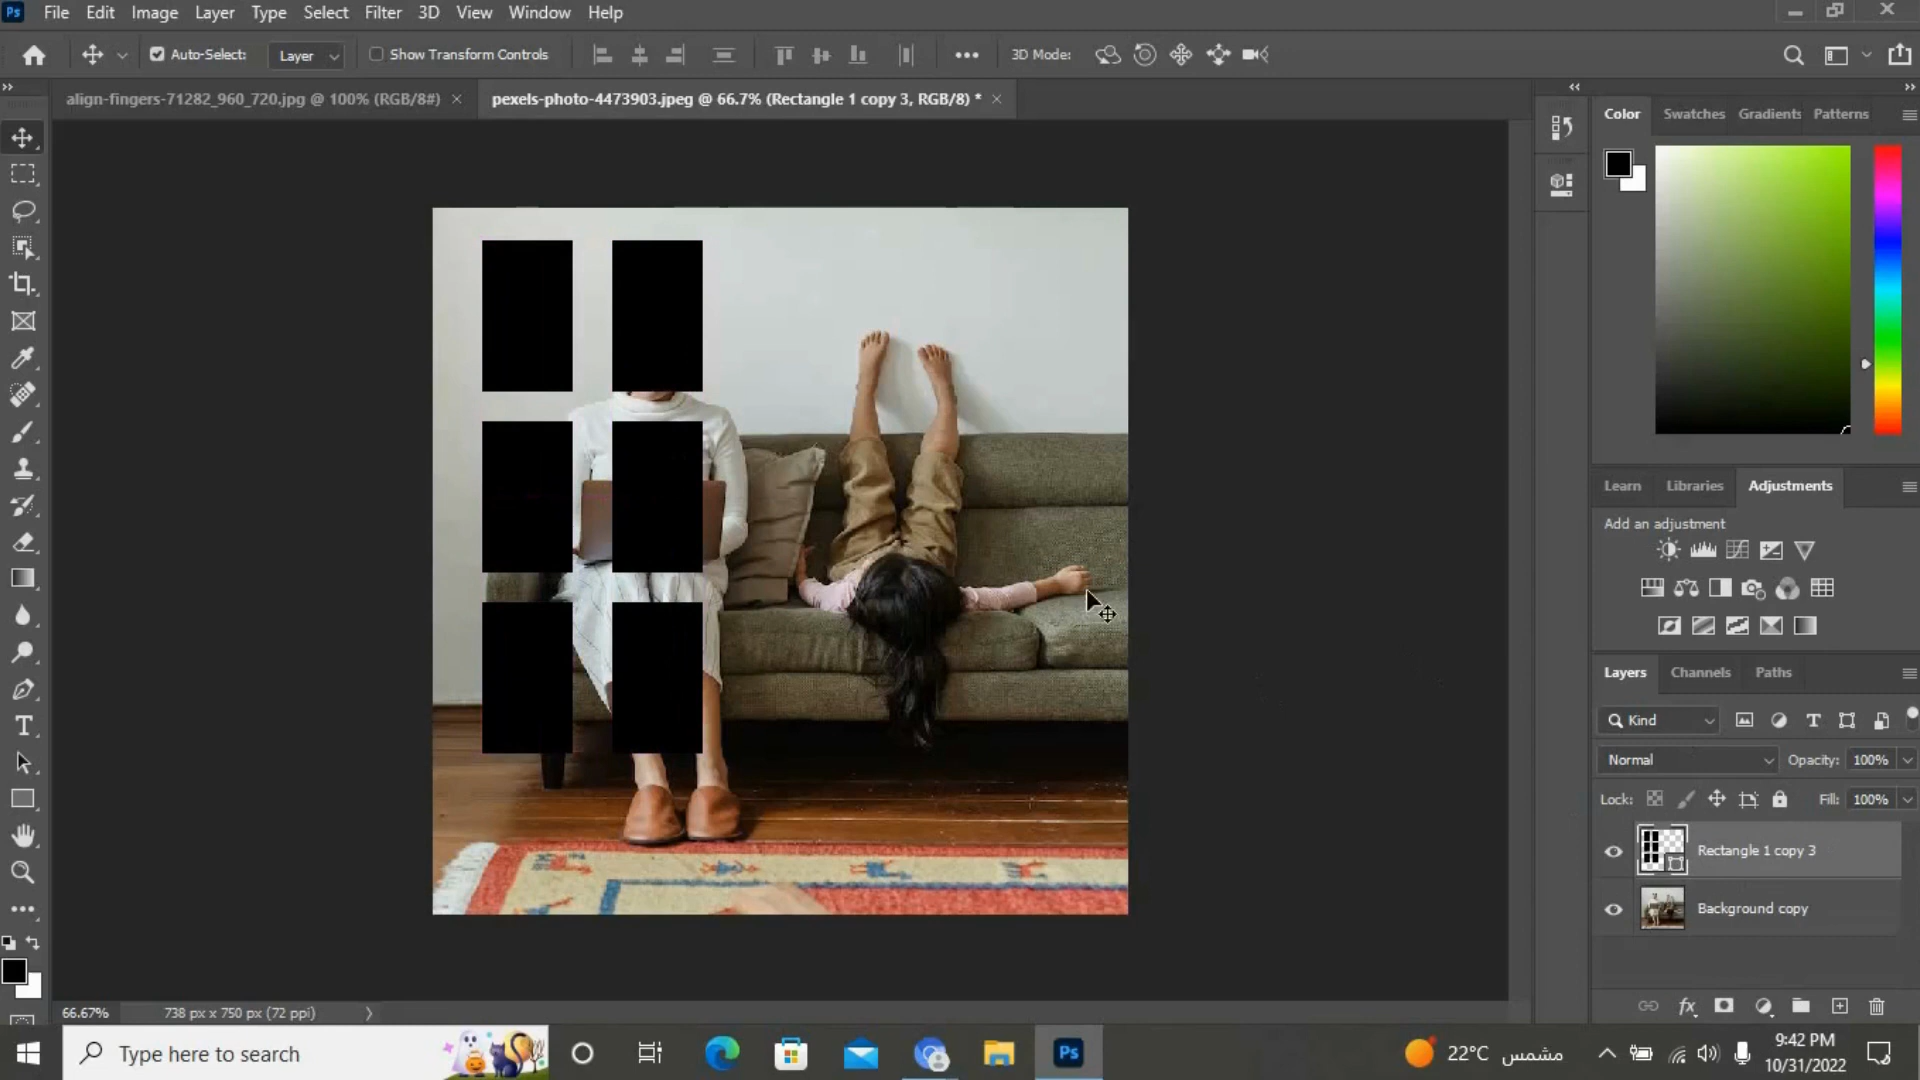 Ps File Edit Image Layer Type Select Filter 3D View Window Help
Auto-Select: Layer Show Transform Controls 3D Mode:
align-fingers-71282_960_720.jpg @ 100% (RGB/8#) pexels-photo-4473903.jpeg @ 66.7% (Rectangle 1 copy 3, RGB/8) *
Color Swatches Gradients Patterns
Learn Libraries Adjustments
Add an adjustment
Layers Channels Paths
Kind
Normal Opacity: 100%
Lock: Fill: 100%
Rectangle 1 copy 3
Background copy
66.67% 738 px x 750 px (72 ppi)
Type here to search
Ps
22°C مشمس
9:42 PM
10/31/2022